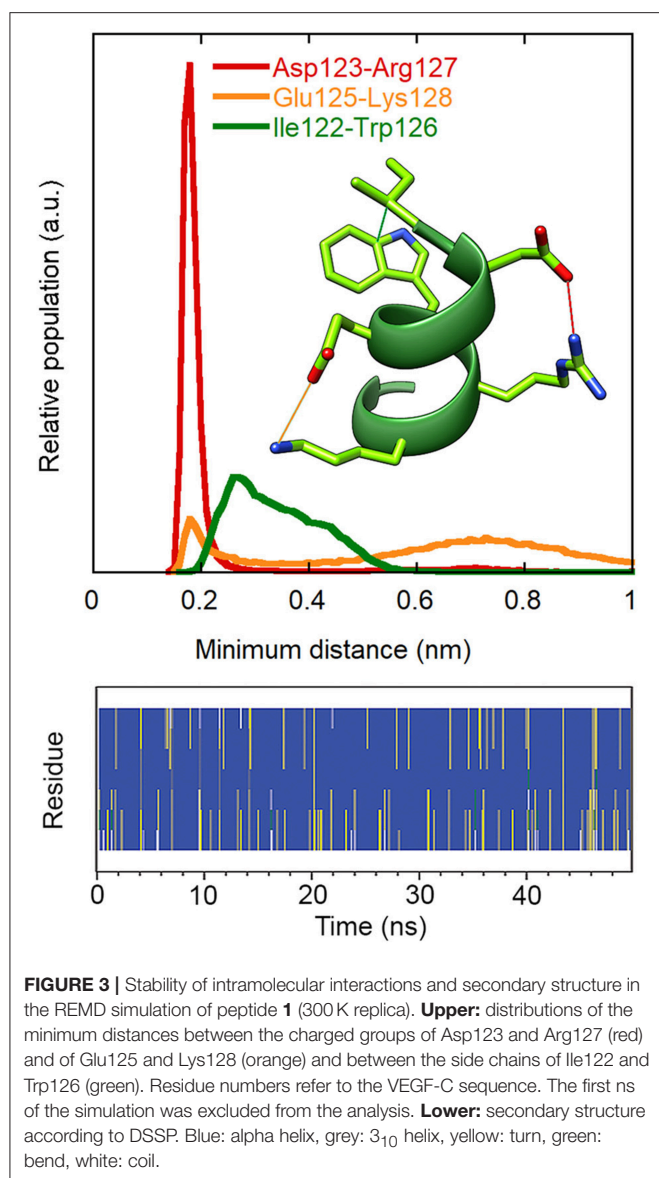 Asp123-Arg127
Glu125-Lys128
Ile122-Trp126
Relative population (a.u.)
0 0.2 0.4 0.6 0.8 1
Minimum distance (nm)
Residue
0 10 20 30 40
Time (ns)
FIGURE 3 | Stability of intramolecular interactions and secondary structure in
the REMD simulation of peptide 1 (300 K replica). Upper: distributions of the
minimum distances between the charged groups of Asp123 and Arg127 (red)
and of Glu125 and Lys128 (orange) and between the side chains of Ile122 and
Trp126 (green). Residue numbers refer to the VEGF-C sequence. The first ns
of the simulation was excluded from the analysis. Lower: secondary structure
according to DSSP. Blue: alpha helix, grey: 3₁₀ helix, yellow: turn, green:
bend, white: coil.